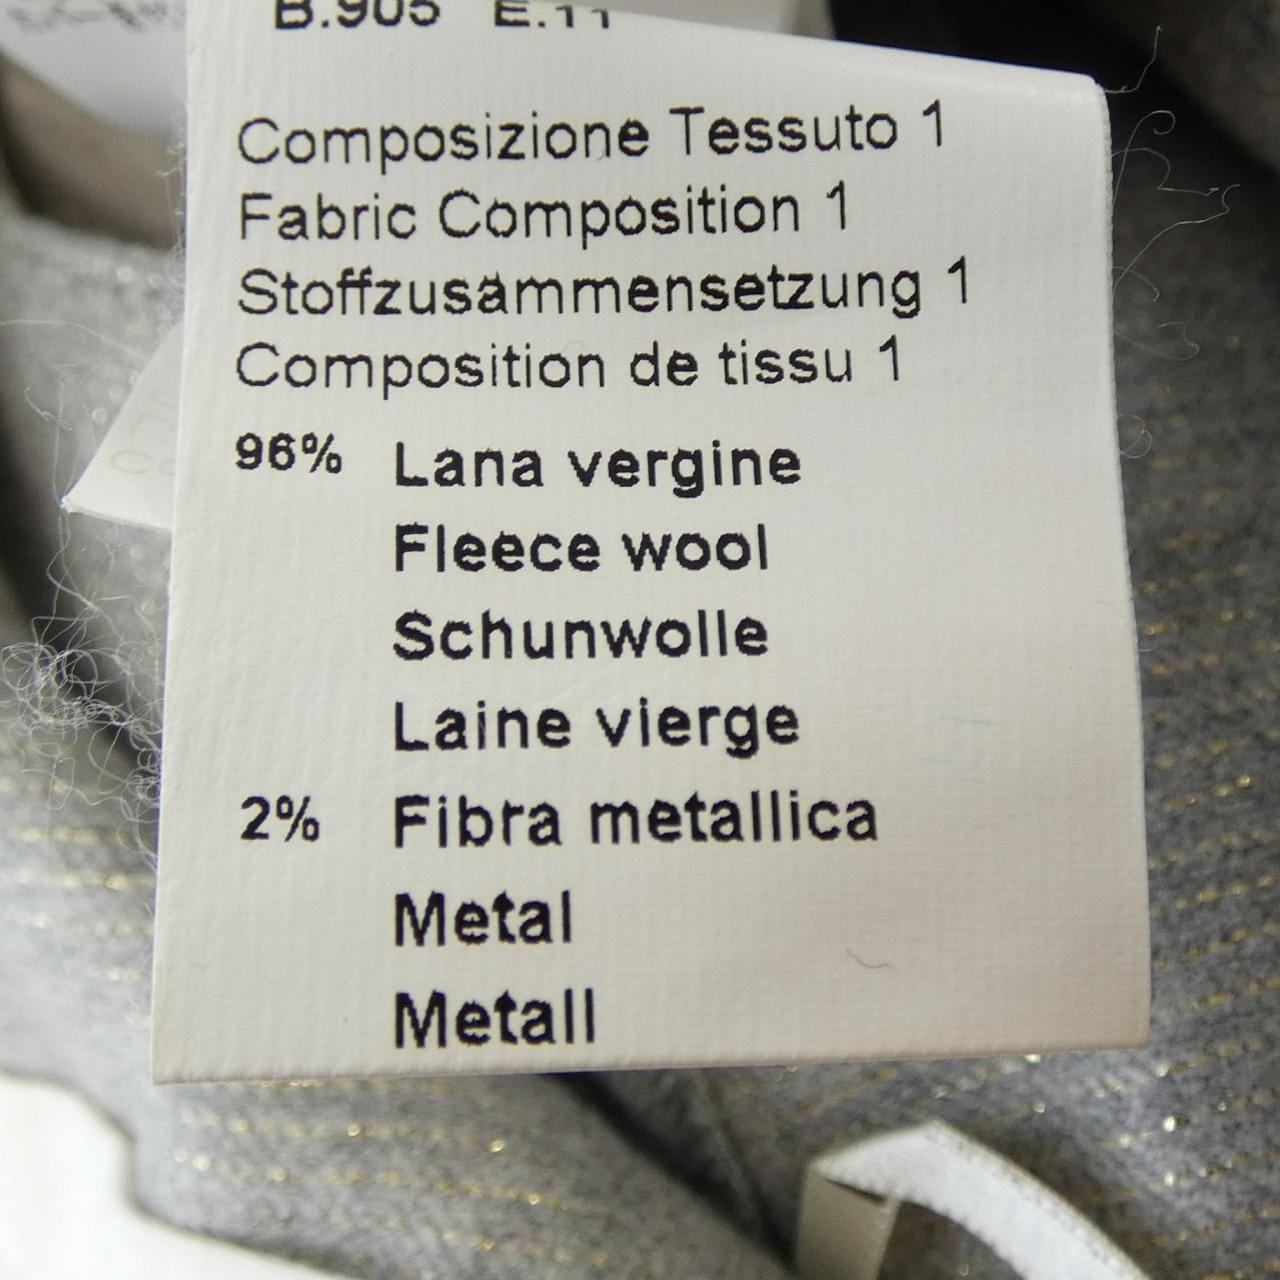 B.905 E.11
Composizione Tessuto 1
Fabric Composition 1
Stoffzusammensetzung 1
Composition de tissu 1
96% Lana vergine
Fleece wool
Schunwolle
Laine vierge
2% Fibra metallica
Metal
Metall